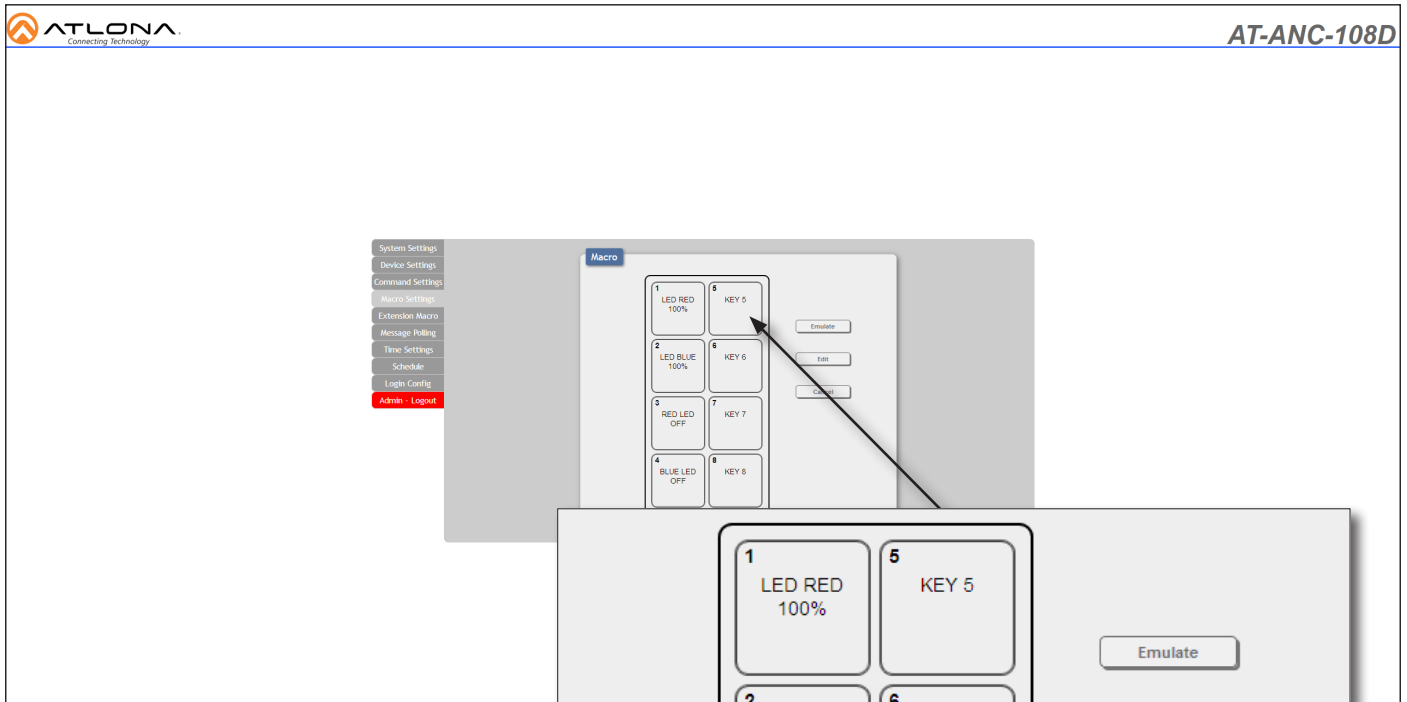 ATLONA.
Connecting Technology
AT-ANC-108D
System Settings
Device Settings
Command Settings
Macro Settings
Extension Macro
Message Polling
Time Settings
Schedule
Login Config
Admin - Logout
Macro
1
LED RED
100%
5
KEY 5
2
LED BLUE
100%
6
KEY 6
3
RED LED
OFF
7
KEY 7
4
BLUE LED
OFF
8
KEY 8
Emulate
Edit
Cancel
1
LED RED
100%
5
KEY 5
Emulate
2
6